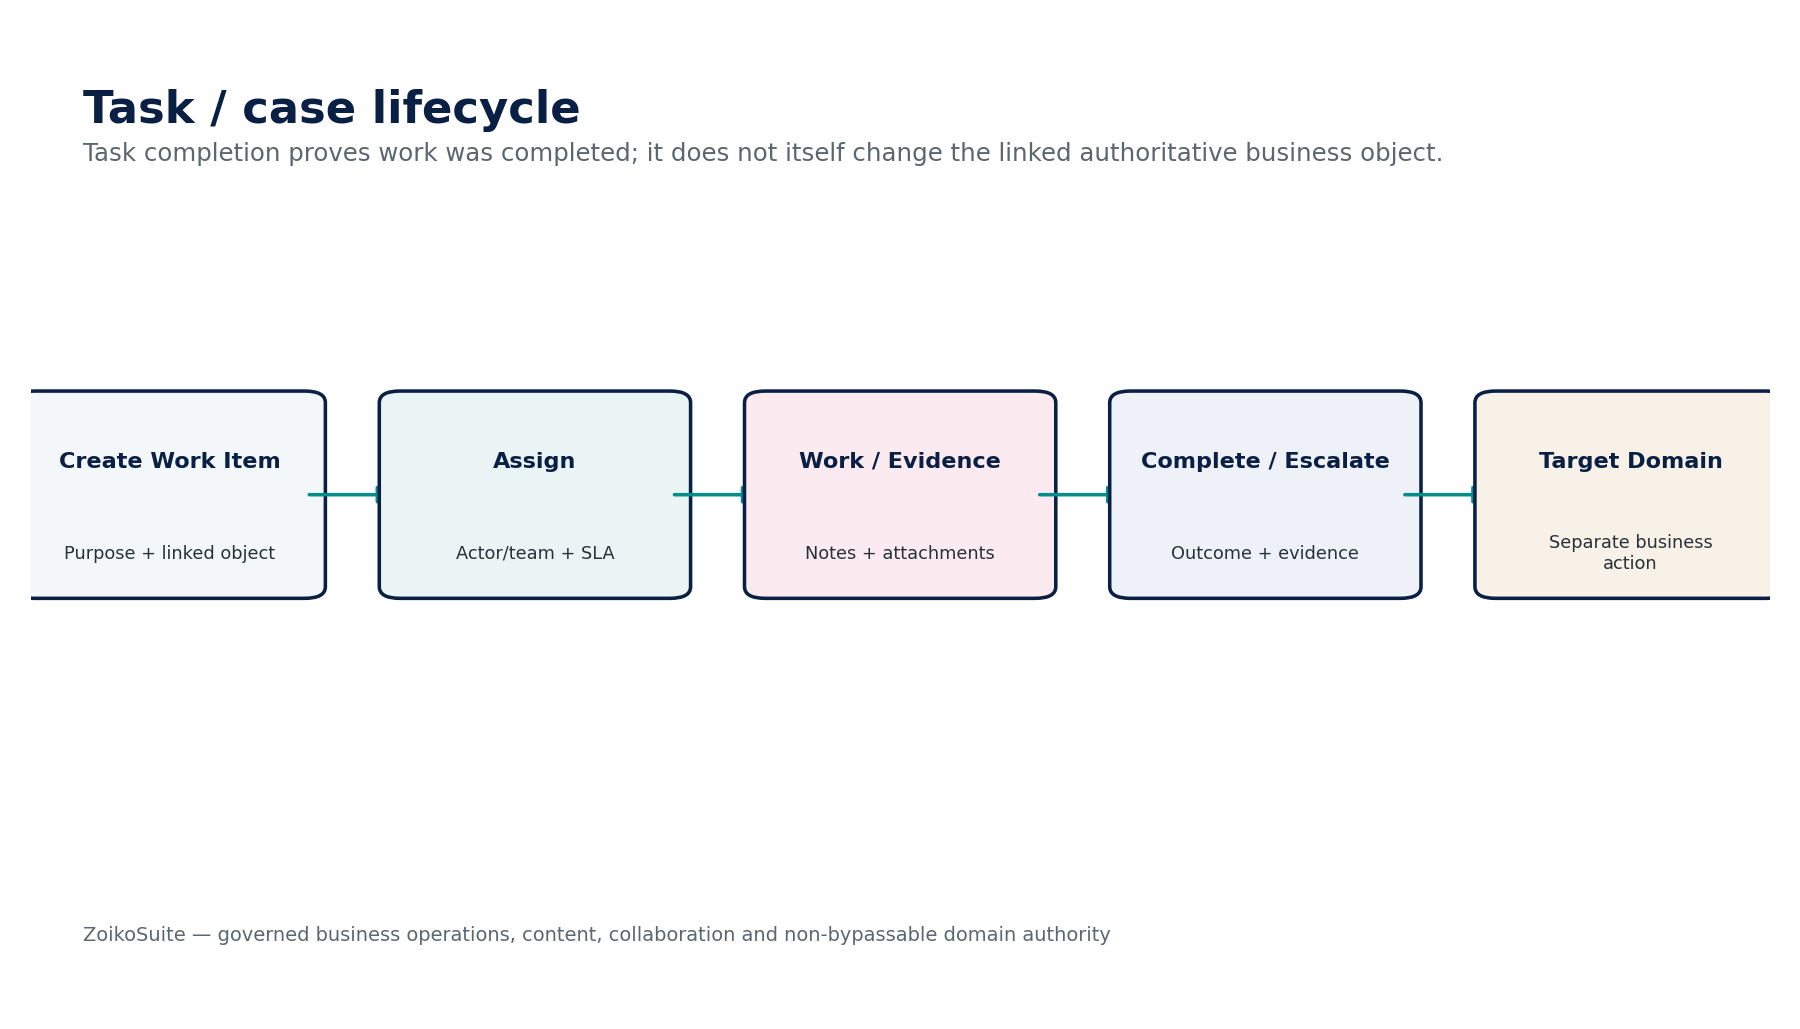 Task / case lifecycle
Task completion proves work was completed; it does not itself change the linked authoritative business object.
Create Work Item
Purpose + linked object
Assign
Actor/team + SLA
Work / Evidence
Notes + attachments
Complete / Escalate
Outcome + evidence
Target Domain
Separate business
action
ZoikoSuite — governed business operations, content, collaboration and non-bypassable domain authority